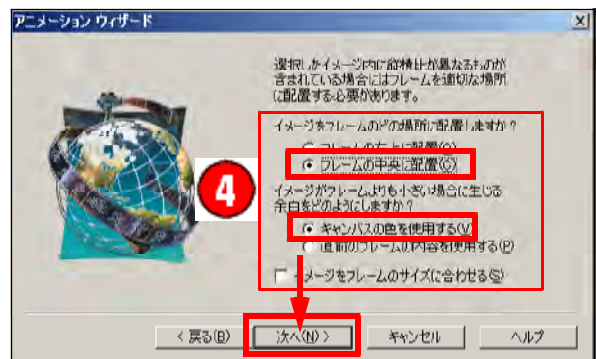 アニメーション ウィザード
選択したイメージ内に縦横比が異なるものが
含まれている場合にはフレームを適切な場所
に配置する必要があります。
イメージをフレームのどの場所に配置しますか？
フレームの左上に配置(O)
フレームの中央に配置(C)
4
イメージがフレームよりも小さい場合に生じる
余白をどのようにしますか？
キャンバスの色を使用する(V)
直前のフレームの内容を使用する(P)
イメージをフレームのサイズに合わせる(S)
< 戻る(B)
次へ(N) >
キャンセル
ヘルプ